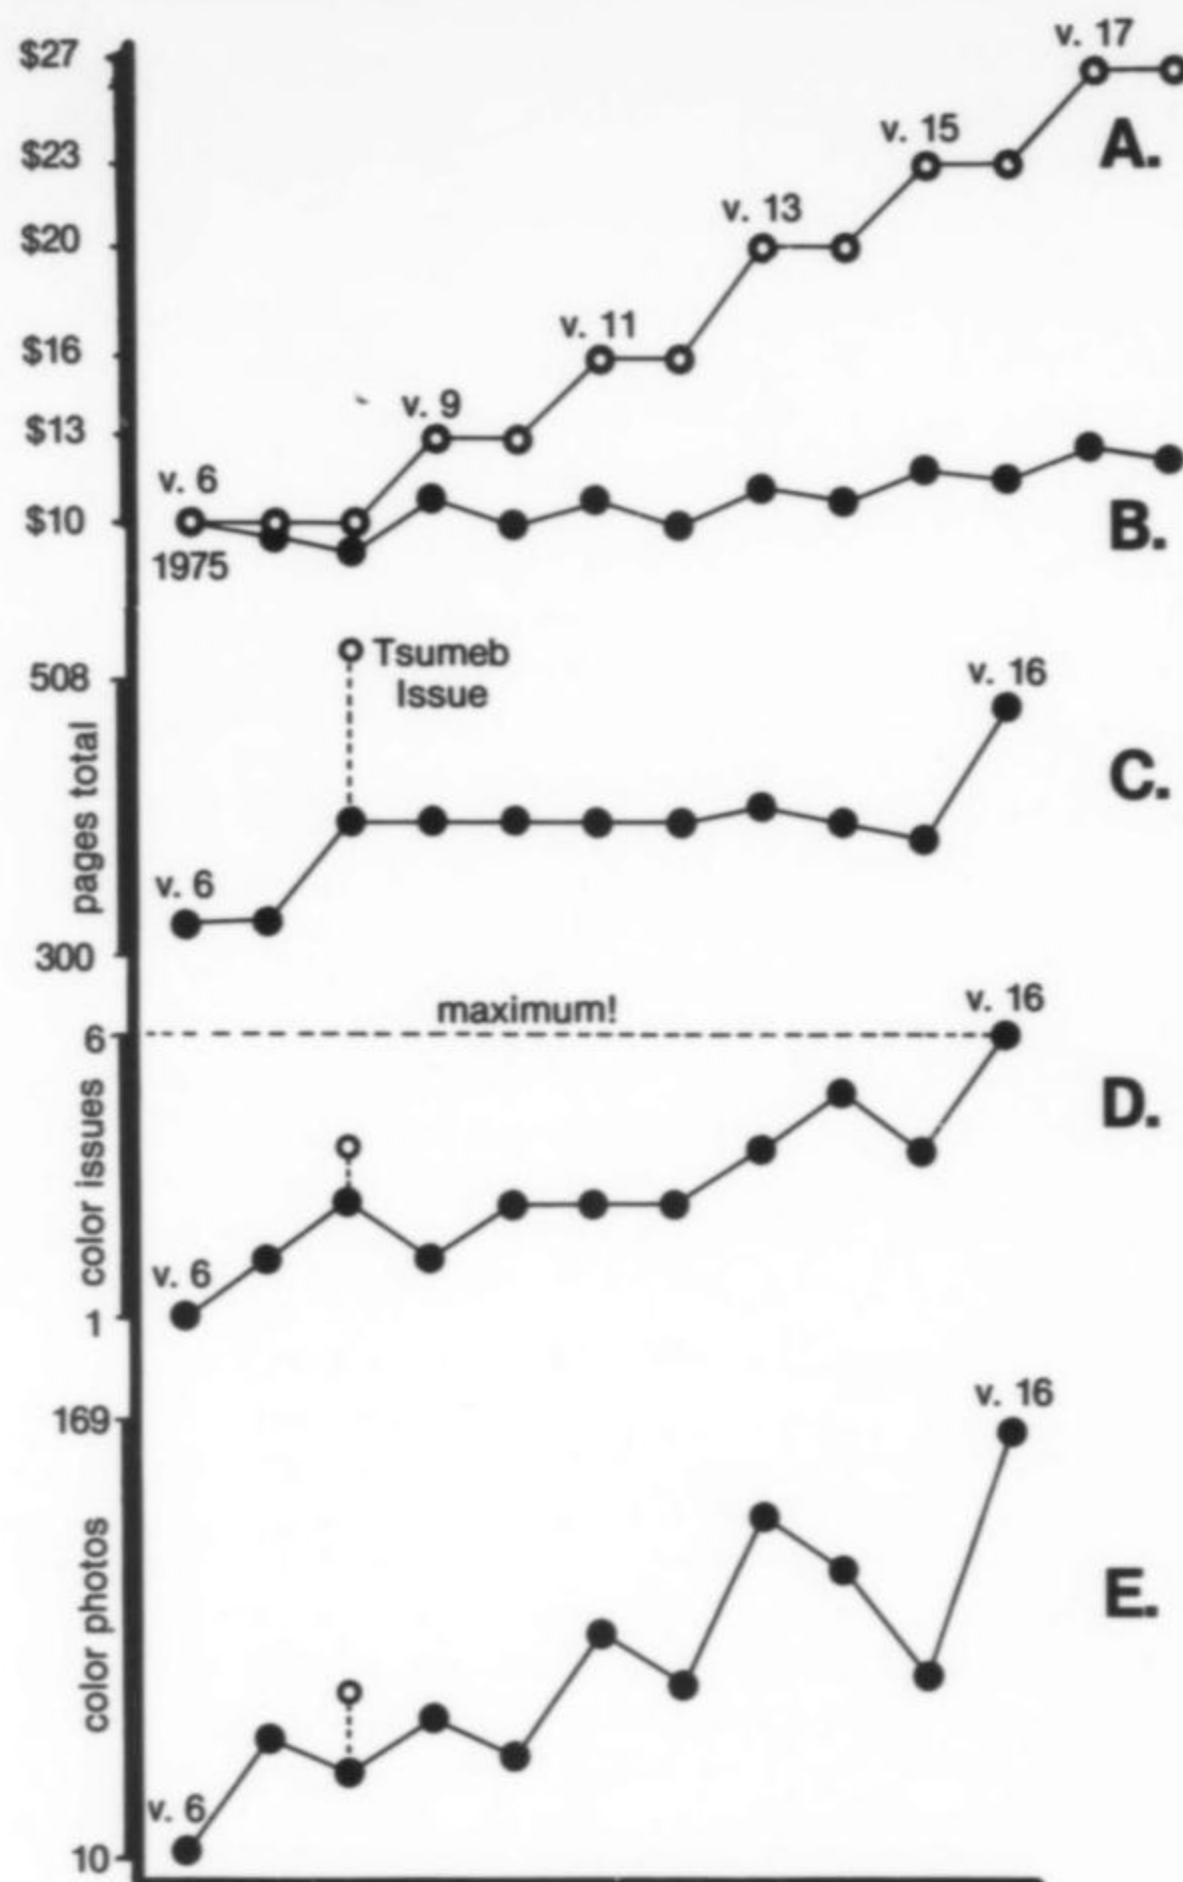 $27
v. 17
A.
$23
v. 15
$20
v. 13
$16
v. 11
$13
v. 9
v. 6
$10
B.
1975
Tsumeb
Issue
508
v. 16
pages total
C.
v. 6
300
maximum!
v. 16
6
color issues
D.
v. 6
1
v. 16
169
color photos
E.
v. 6
10